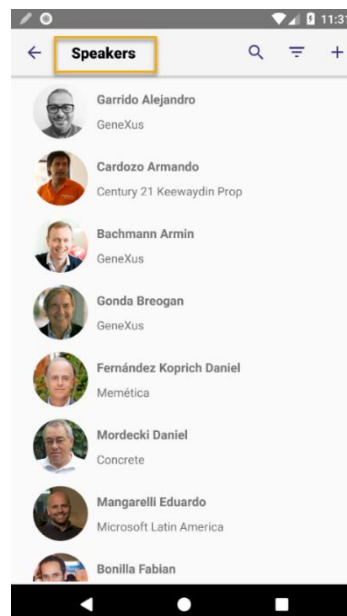 11:31
Speakers
Garrido Alejandro
GeneXus
Cardozo Armando
Century 21 Keewaydin Prop
Bachmann Armin
GeneXus
Gonda Breogan
GeneXus
Fernández Koprich Daniel
Memética
Mordecki Daniel
Concrete
Mangarelli Eduardo
Microsoft Latin America
Bonilla Fabian